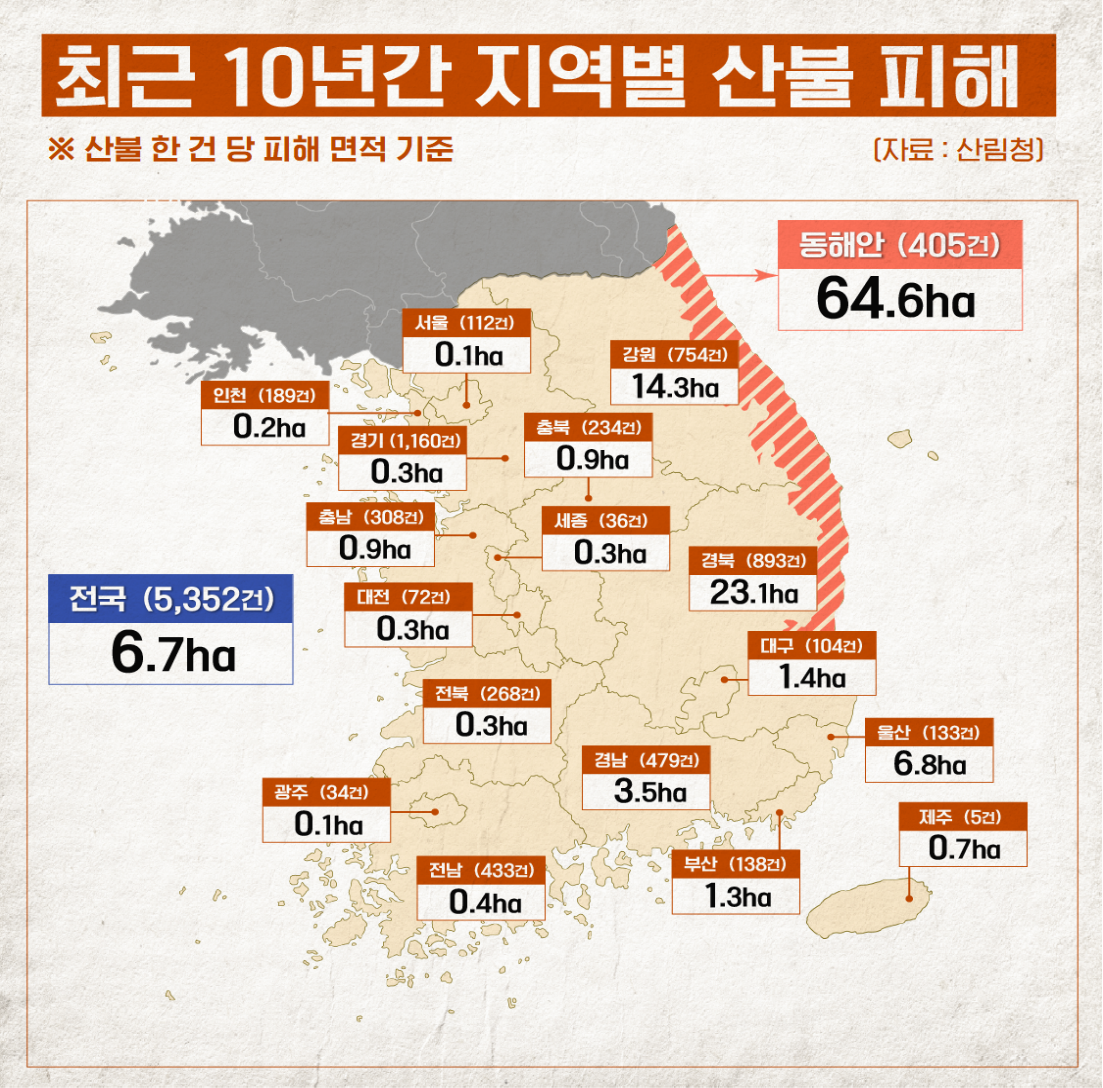 최근 10년간 지역별 산불 피해
※ 산불 한 건 당 피해 면적 기준
(자료 : 산림청)
동해안 (405건)
64.6ha
서울 (112건)
0.1ha
강원 (754건)
14.3ha
인천 (189건)
0.2ha
경기 (1,160건)
0.3ha
충북 (234건)
0.9ha
충남 (308건)
0.9ha
세종 (36건)
0.3ha
경북 (893건)
23.1ha
전국 (5,352건)
6.7ha
대전 (72건)
0.3ha
대구 (104건)
1.4ha
전북 (268건)
0.3ha
울산 (133건)
6.8ha
경남 (479건)
3.5ha
광주 (34건)
0.1ha
제주 (5건)
0.7ha
전남 (433건)
0.4ha
부산 (138건)
1.3ha